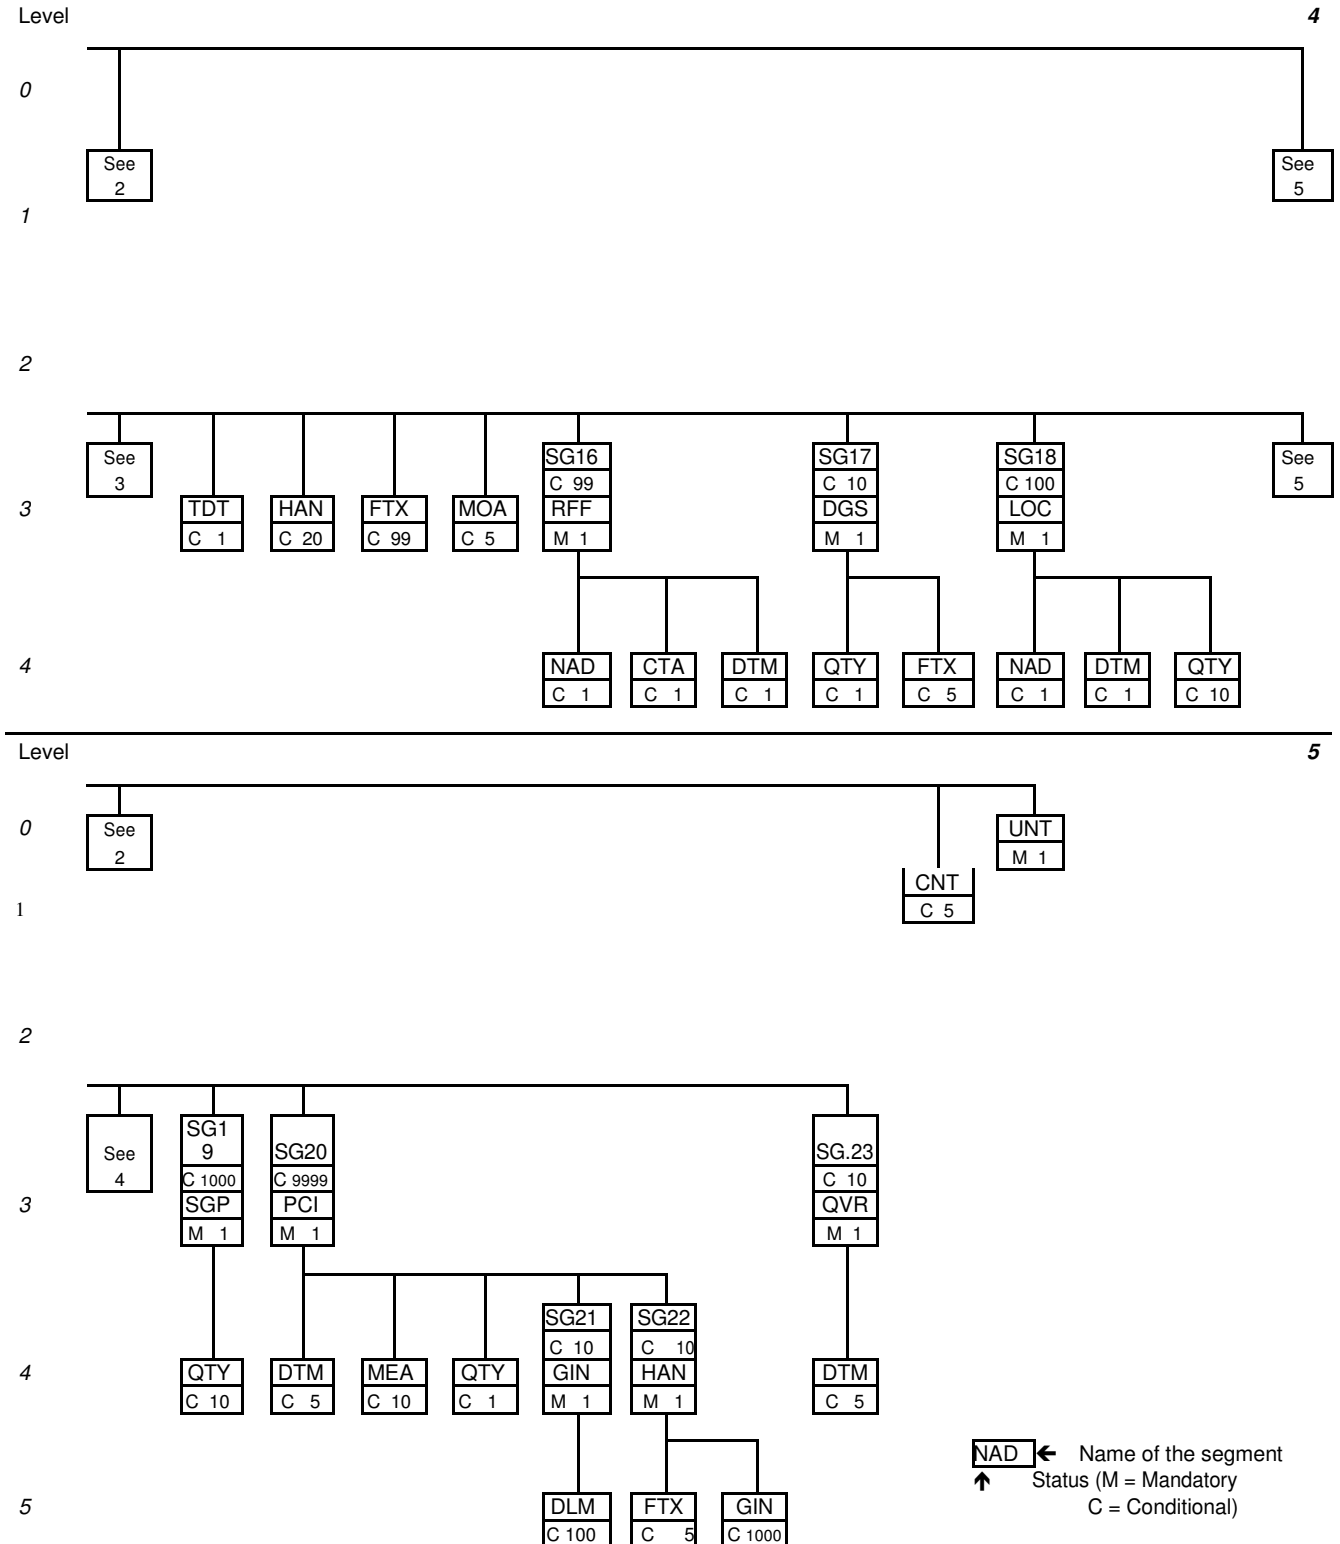 Level 4
0
See See
2 5
1
2
See SG16 SG17 SG18 See
3 C 99 C 10 C 100 5
3 TDT HAN FTX MOA RFF DGS LOC
C 1 C 20 C 99 C 5 M 1 M 1 M 1
4 NAD CTA DTM QTY FTX NAD DTM QTY
C 1 C 1 C 1 C 1 C 5 C 1 C 1 C 10
Level 5
0 See UNT
2 M 1
CNT
1 C 5
2
SG1
See 9 SG20 SG.23
4 C 1000 C 9999 C 10
3 SGP PCI QVR
M 1 M 1 M 1
SG21 SG22
C 10 C 10
4 QTY DTM MEA QTY GIN HAN DTM
C 10 C 5 C 10 C 1 M 1 M 1 C 5
NAD 🡰 Name of the segment
🡱 Status (M = Mandatory
5 DLM FTX GIN C = Conditional)
C 100 C 5 C 1000